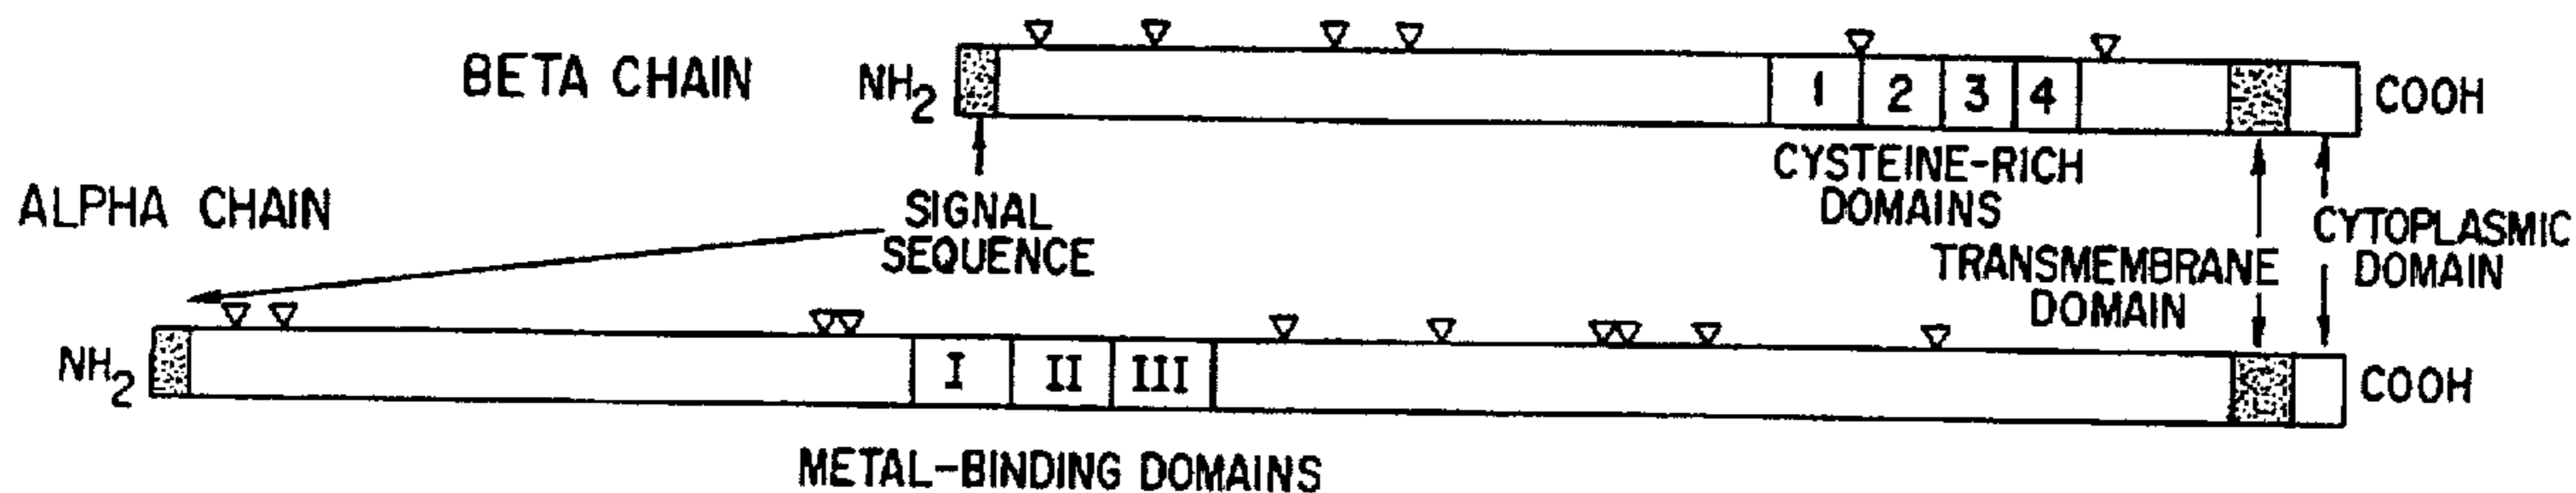 BETA CHAIN
NH2
1 2 3 4
COOH
CYSTEINE-RICH
DOMAINS
ALPHA CHAIN
SIGNAL
SEQUENCE
TRANSMEMBRANE
DOMAIN
CYTOPLASMIC
DOMAIN
NH2
I II III
COOH
METAL-BINDING DOMAINS